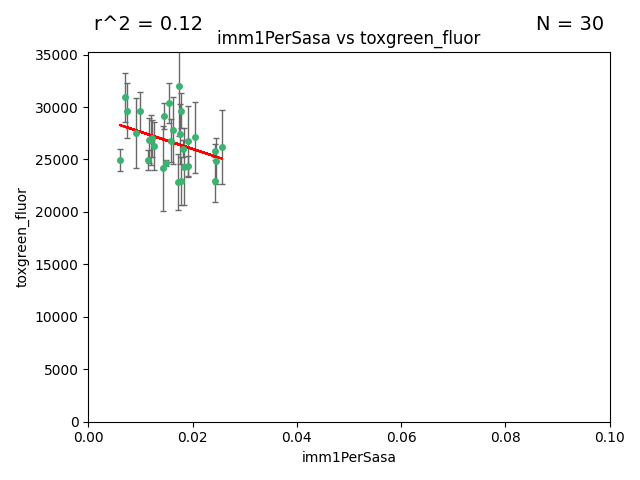 r^2 = 0.12
N = 30
imm1PerSasa vs toxgreen_fluor
35000
30000
25000
20000
15000
10000
5000
0
toxgreen_fluor
0.00
0.02
0.04
0.06
0.08
0.10
imm1PerSasa